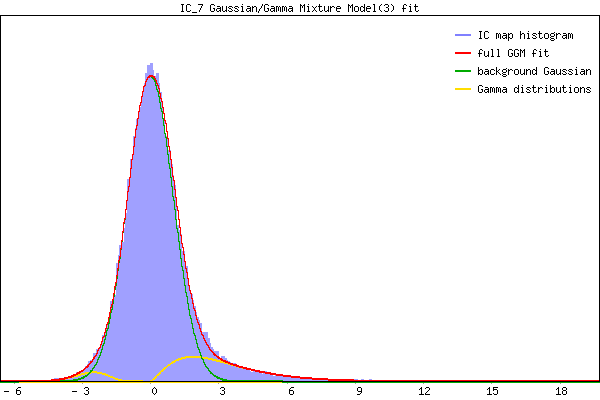 IC_7 Gaussian/Gamma Mixture Model(3) fit
IC map histogram
full GGM fit
background Gaussian
Gamma distributions
-6 -3 0 3 6 9 12 15 18